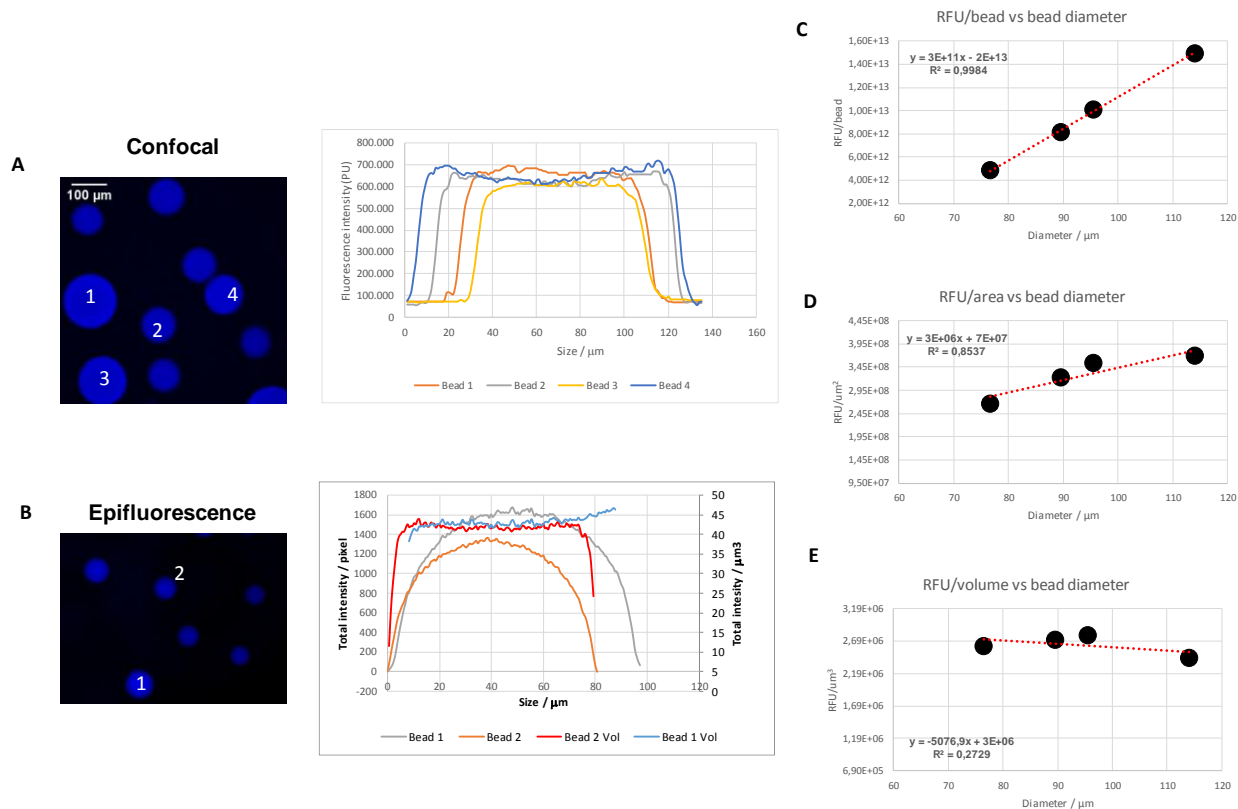 A
Confocal
100 µm
1
2
3
4
800.000
700.000
600.000
500.000
400.000
300.000
200.000
100.000
0
Fluorescence intensity (PU)
0 20 40 60 80 100 120 140 160
Size / µm
Bead 1 Bead 2 Bead 3 Bead 4
B
Epifluorescence
2
1
1800
1600
1400
1200
1000
800
600
400
200
0
-200
Total intensity / pixel
50
45
40
35
30
25
20
15
10
5
0
Total intesity / µm3
0 20 40 60 80 100 120
Size / µm
Bead 1 Bead 2 Bead 2 Vol Bead 1 Vol
C
RFU/bead vs bead diameter
y = 3E+11x - 2E+13
R² = 0,9984
1,60E+13
1,40E+13
1,20E+13
1,00E+13
8,00E+12
6,00E+12
4,00E+12
2,00E+12
RFU/bead
60 70 80 90 100 110 120
Diameter / µm
D
RFU/area vs bead diameter
y = 3E+06x + 7E+07
R² = 0,8537
4,45E+08
3,95E+08
3,45E+08
2,95E+08
2,45E+08
1,95E+08
1,45E+08
9,50E+07
RFU/um²
60 70 80 90 100 110 120
Diameter / µm
E
RFU/volume vs bead diameter
3,19E+06
2,69E+06
2,19E+06
1,69E+06
1,19E+06
6,90E+05
RFU/um³
y = -5076,9x + 3E+06
R² = 0,2729
60 70 80 90 100 110 120
Diameter / µm